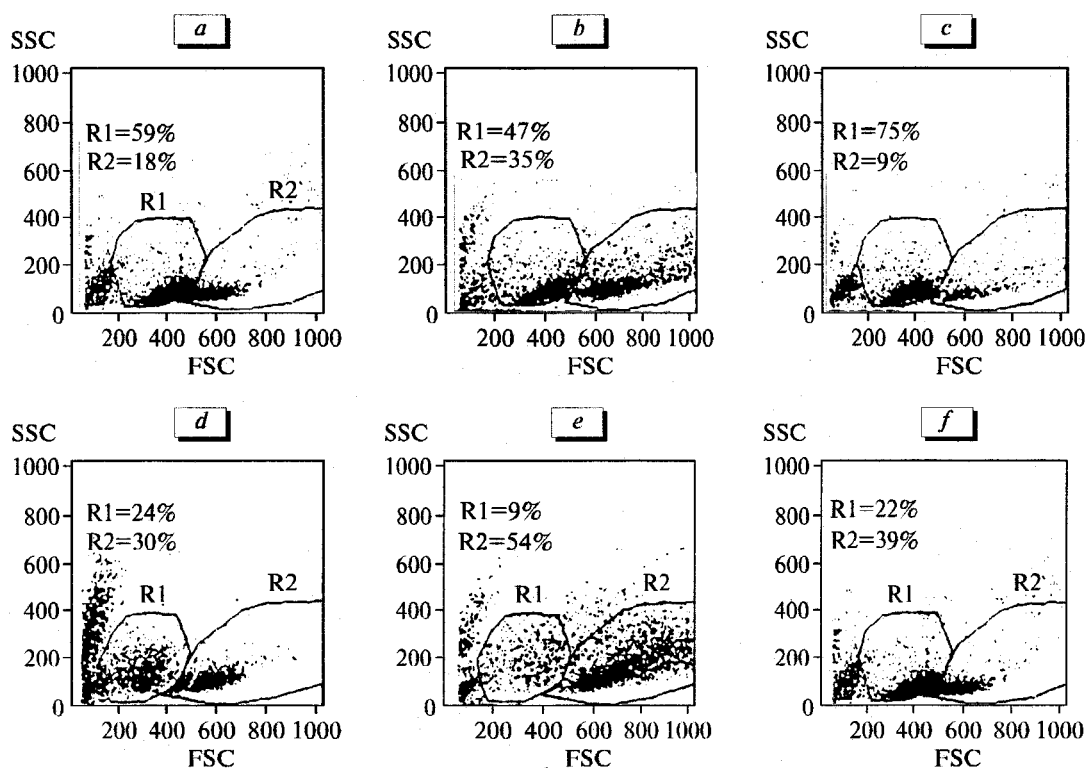 a
SSC
1000
800
600
400
200
0
R1=59%
R2=18%
R1
R2
200 400 600 800 1000
FSC
b
SSC
1000
800
600
400
200
0
R1=47%
R2=35%
200 400 600 800 1000
FSC
c
SSC
1000
800
600
400
200
0
R1=75%
R2=9%
200 400 600 800 1000
FSC
d
SSC
1000
800
600
400
200
0
R1=24%
R2=30%
R1
R2
200 400 600 800 1000
FSC
e
SSC
1000
800
600
400
200
0
R1=9%
R2=54%
R1
R2
200 400 600 800 1000
FSC
f
SSC
1000
800
600
400
200
0
R1=22%
R2=39%
R1
R2
200 400 600 800 1000
FSC